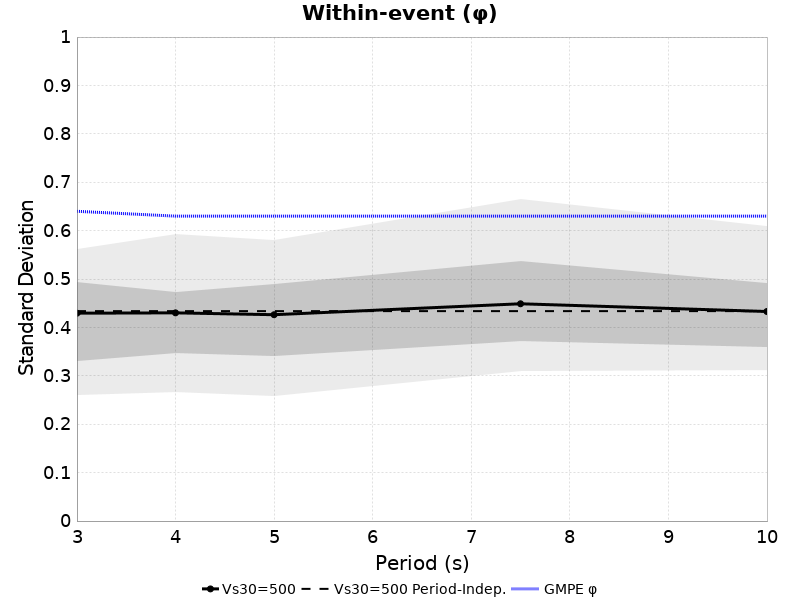 Within-event (φ)
1
0.9
0.8
0.7
0.6
0.5
0.4
0.3
0.2
0.1
0
Standard Deviation
3 4 5 6 7 8 9 10
Period (s)
Vs30=500 Vs30=500 Period-Indep. GMPE φ